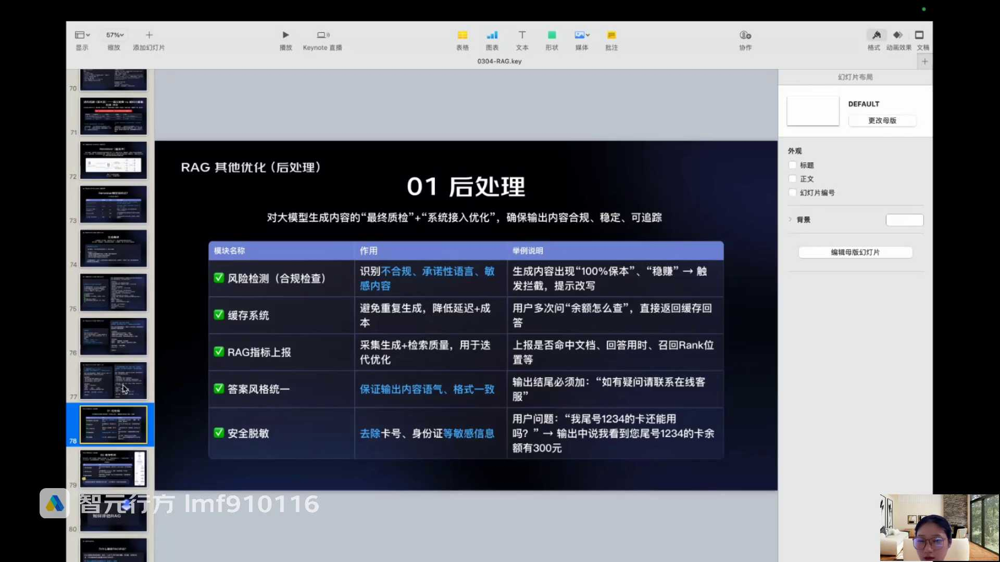 57%
显示
缩放
添加幻灯片
播放
Keynote 直播
表格
图表
文本
形状
媒体
批注
协作
格式
动画效果
文稿
0304-RAG.key
幻灯片布局
DEFAULT
更改母版
外观
标题
正文
幻灯片编号
背景
编辑母版幻灯片
70
71
72
73
74
75
76
77
78
79
80
如何评估RAG
RAG 其他优化（后处理）
01 后处理
对大模型生成内容的“最终质检”+“系统接入优化”，确保输出内容合规、稳定、可追踪
模块名称 作用 举例说明
✅ 风险检测（合规检查） 识别不合规、承诺性语言、敏
感内容
生成内容出现“100%保本”、“稳赚” → 触
发拦截，提示改写
✅ 缓存系统 避免重复生成，降低延迟+成
本
用户多次问“余额怎么查”，直接返回缓存回
答
✅ RAG指标上报 采集生成+检索质量，用于迭
代优化
上报是否命中文档、回答用时、召回Rank位
置等
✅ 答案风格统一 保证输出内容语气、格式一致
输出结尾必须加：“如有疑问请联系在线客
服”
✅ 安全脱敏 去除卡号、身份证等敏感信息
用户问题：“我尾号1234的卡还能用
吗？” → 输出中说我看到您尾号1234的卡余
额有300元
智元行方 lmf910116